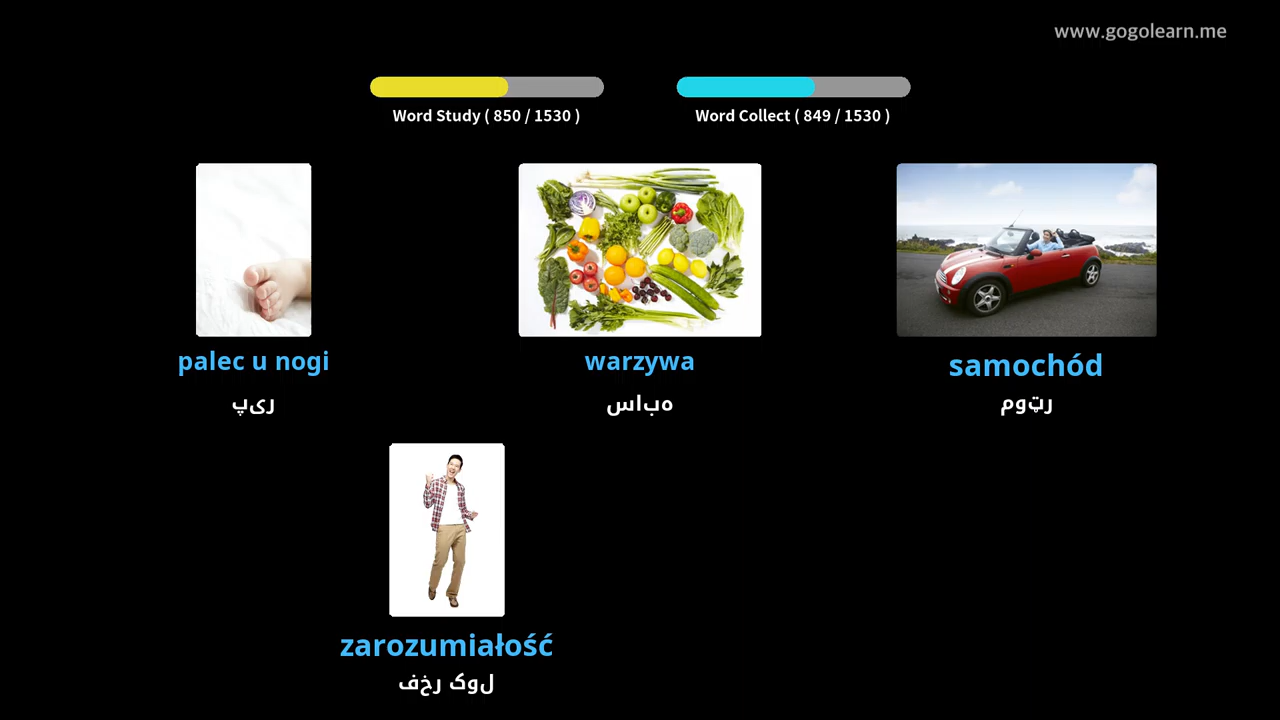 www.gogolearn.me
Word Study ( 850 / 1530 )
Word Collect ( 849 / 1530 )
palec u nogi
ریپ
warzywa
هباس
samochód
رټوم
zarozumiałość
لوک رخف